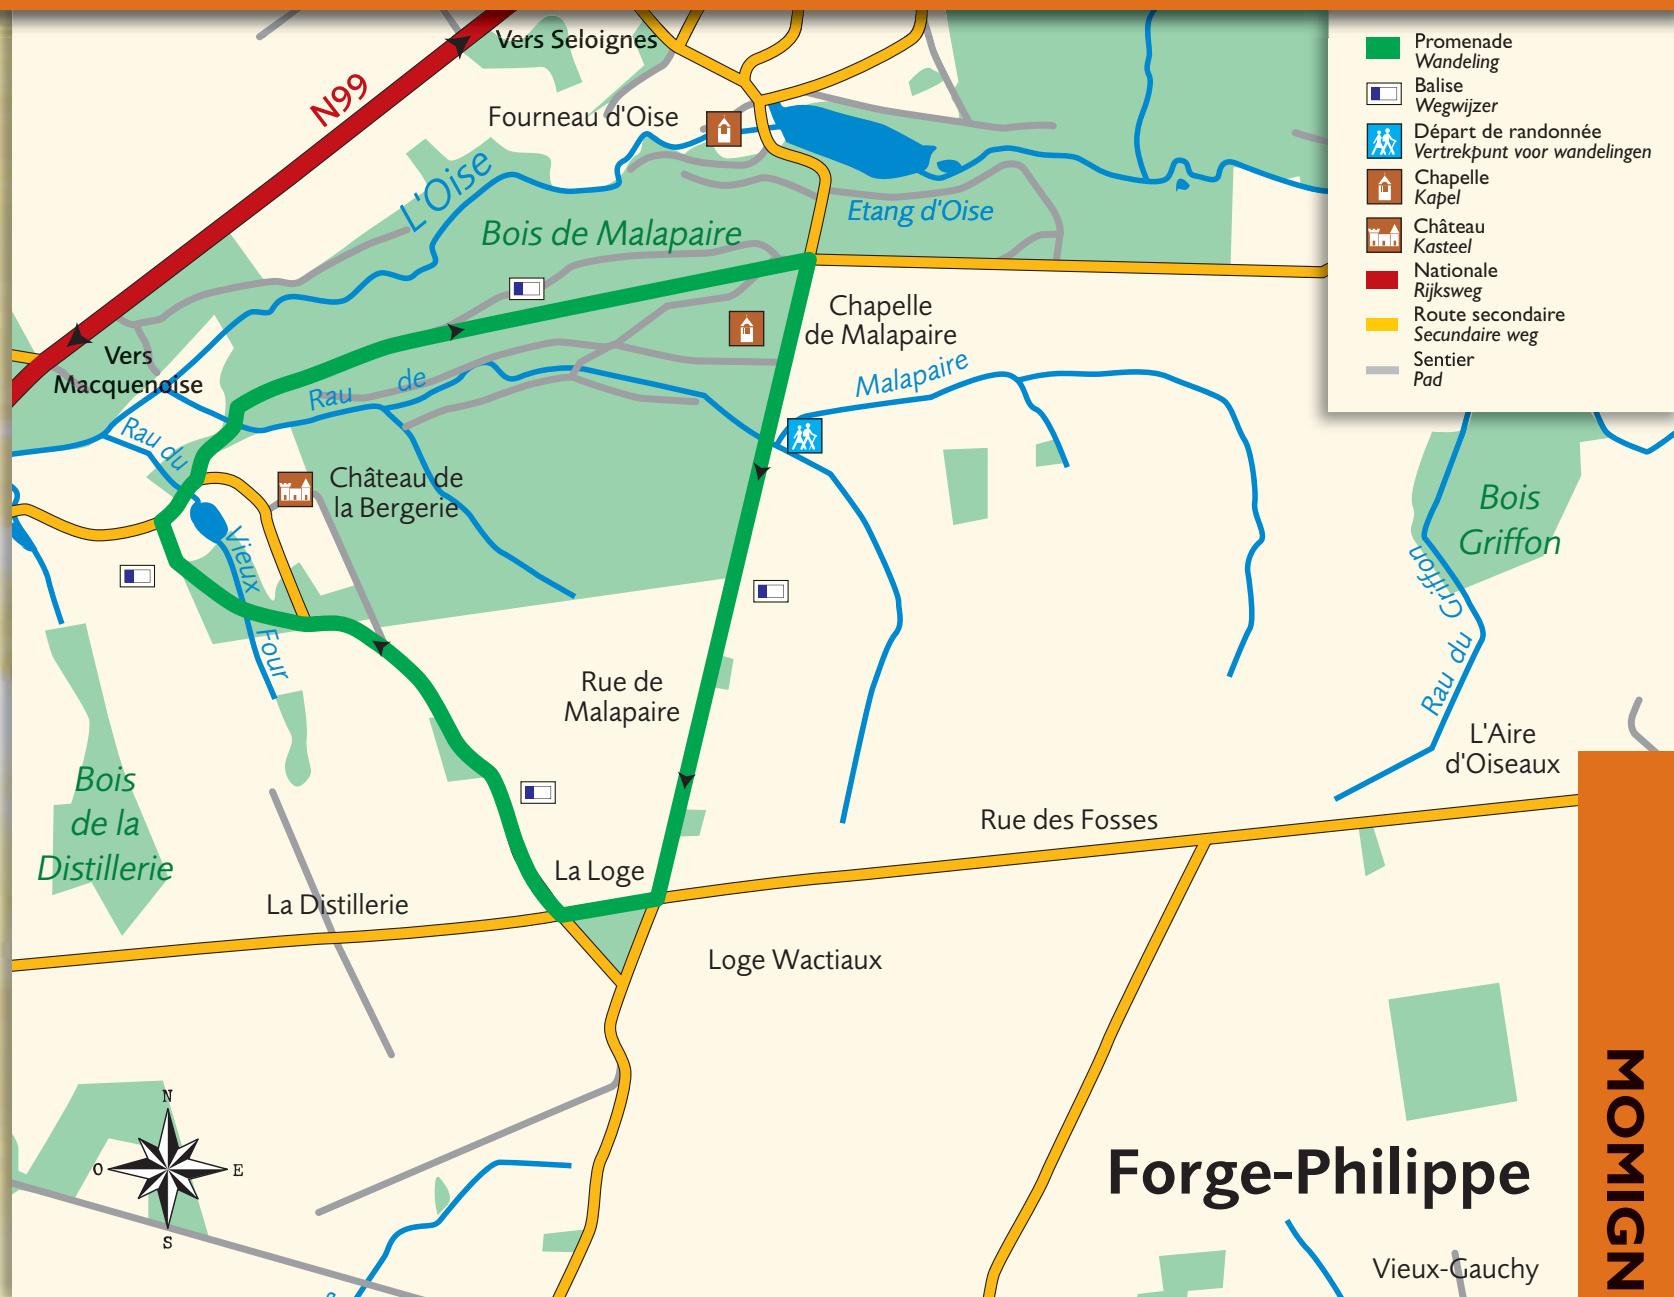 Vers Seloignes
N99
Fourneau d'Oise
L'Oise
Bois de Malapaire
Etang d'Oise
Chapelle
de Malapaire
Vers
Macquenoise
Rau de
Malapaire
Rau du
Vieux
Four
Château de
la Bergerie
Rue de
Malapaire
Bois
de la
Distillerie
La Loge
La Distillerie
Loge Wactiaux
Rue des Fosses
Bois
Griffon
Rau du Griffon
L'Aire
d'Oiseaux
Forge-Philippe
Vieux-Gauchy
N
O
E
S
Promenade
Wandeling
Balise
Wegwijzer
Départ de randonnée
Vertrekpunt voor wandelingen
Chapelle
Kapel
Château
Kasteel
Nationale
Rijksweg
Route secondaire
Secundaire weg
Sentier
Pad
MOMIGN